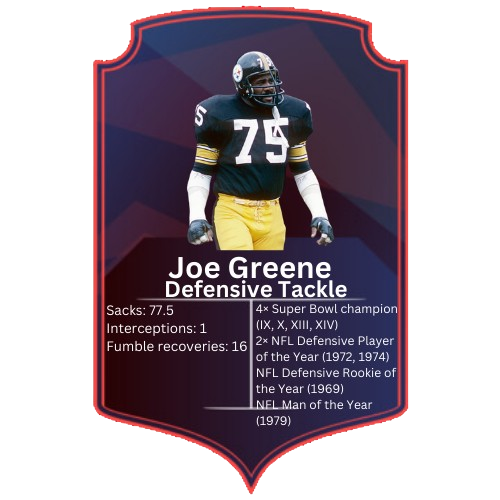 75
75
75
Joe Greene
Defensive Tackle
Sacks: 77.5
Interceptions: 1
Fumble recoveries: 16
4× Super Bowl champion
(IX, X, XIII, XIV)
2× NFL Defensive Player
of the Year (1972, 1974)
NFL Defensive Rookie of
the Year (1969)
NFL Man of the Year
(1979)